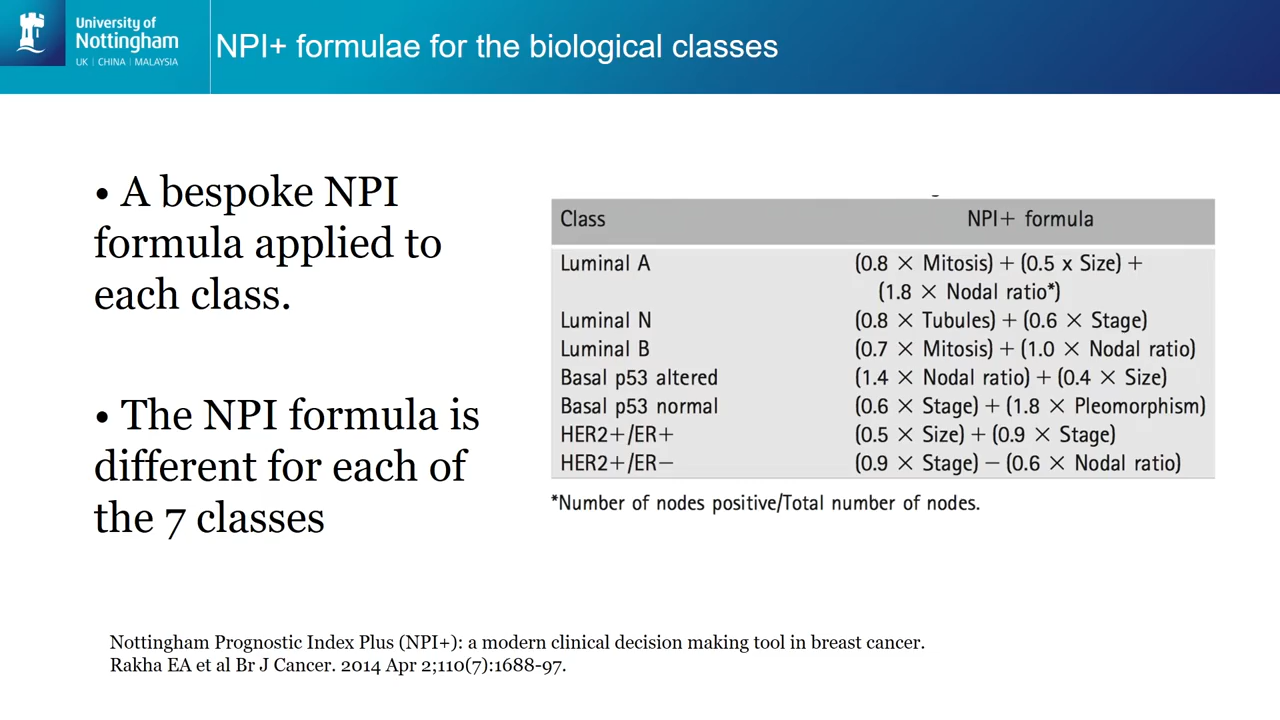 University of
Nottingham
UK | CHINA | MALAYSIA
NPI+ formulae for the biological classes
• A bespoke NPI
formula applied to
each class.
• The NPI formula is
different for each of
the 7 classes
Class NPI+ formula
Luminal A (0.8 × Mitosis) + (0.5 x Size) +
(1.8 × Nodal ratio*)
Luminal N (0.8 × Tubules) + (0.6 × Stage)
Luminal B (0.7 × Mitosis) + (1.0 × Nodal ratio)
Basal p53 altered (1.4 × Nodal ratio) + (0.4 × Size)
Basal p53 normal (0.6 × Stage) + (1.8 × Pleomorphism)
HER2+/ER+ (0.5 × Size) + (0.9 × Stage)
HER2+/ER− (0.9 × Stage) − (0.6 × Nodal ratio)
*Number of nodes positive/Total number of nodes.
Nottingham Prognostic Index Plus (NPI+): a modern clinical decision making tool in breast cancer.
Rakha EA et al Br J Cancer. 2014 Apr 2;110(7):1688-97.